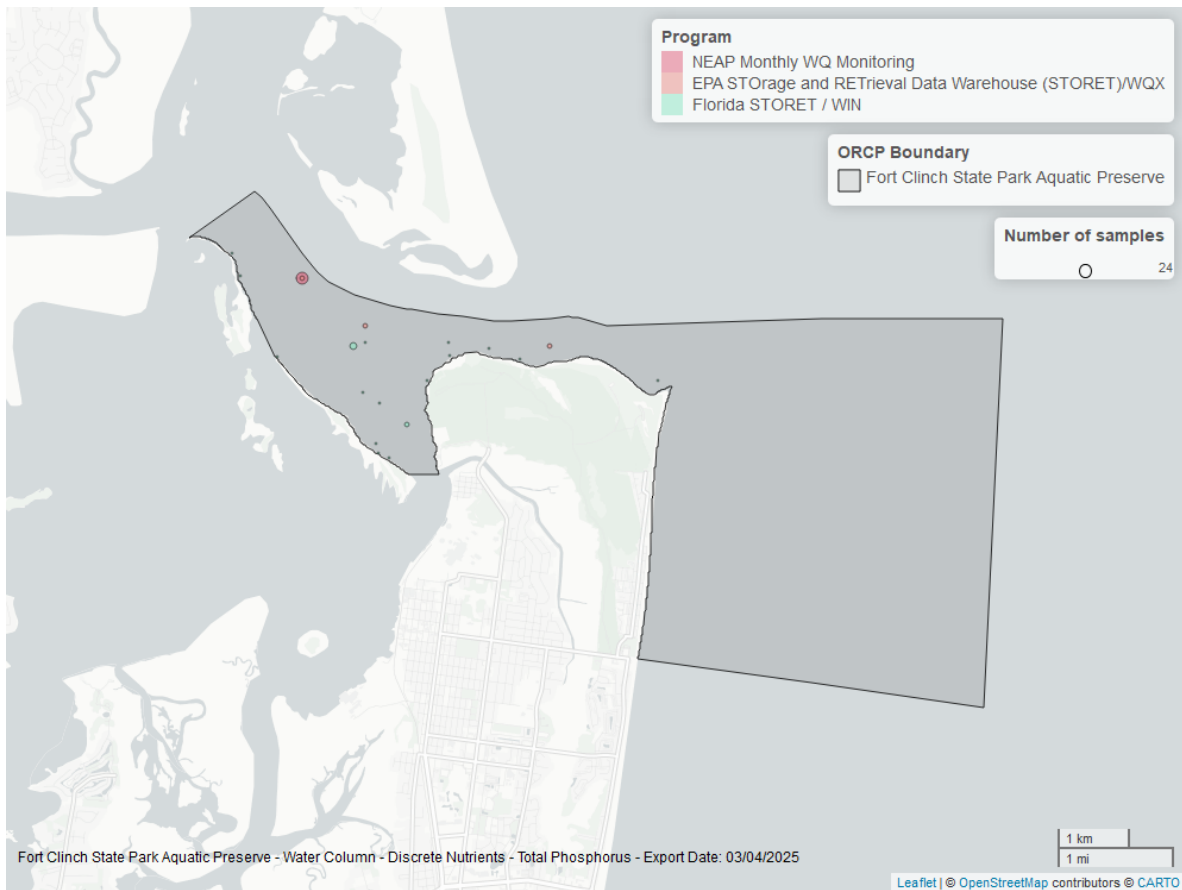 Program
NEAP Monthly WQ Monitoring
EPA STOrage and RETrieval Data Warehouse (STORET)/WQX
Florida STORET / WIN
ORCP Boundary
Fort Clinch State Park Aquatic Preserve
Number of samples
24
1 km
1 mi
Fort Clinch State Park Aquatic Preserve - Water Column - Discrete Nutrients - Total Phosphorus - Export Date: 03/04/2025
Leaflet | © OpenStreetMap contributors © CARTO